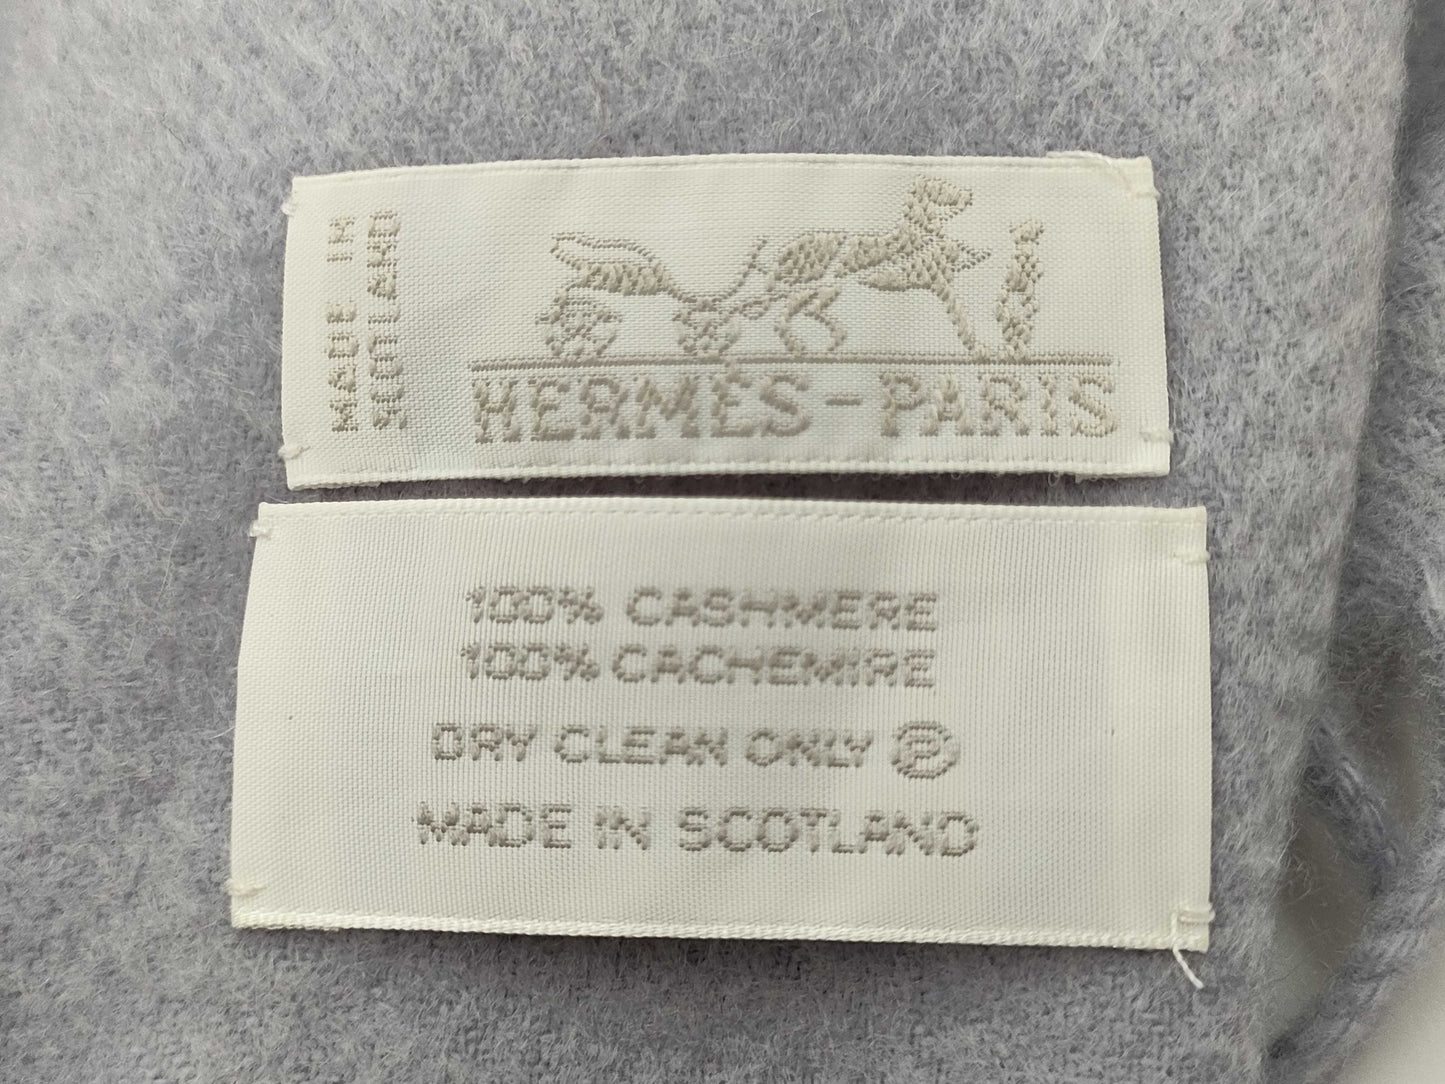 MADE IN
SCOTLAND
HERMÈS-PARIS
100% CASHMERE
100% CACHEMIRE
DRY CLEAN ONLY Ⓟ
MADE IN SCOTLAND